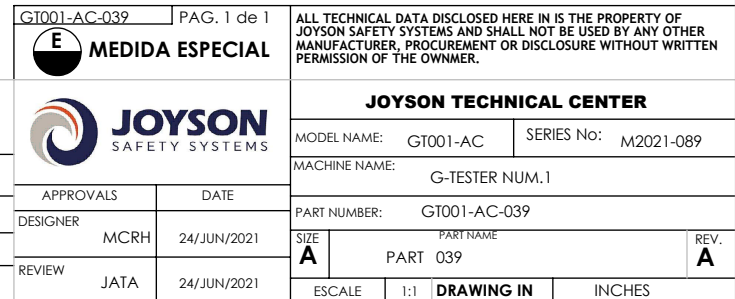 GT001-AC-039 PAG. 1 de 1
E MEDIDA ESPECIAL
ALL TECHNICAL DATA DISCLOSED HERE IN IS THE PROPERTY OF
JOYSON SAFETY SYSTEMS AND SHALL NOT BE USED BY ANY OTHER
MANUFACTURER, PROCUREMENT OR DISCLOSURE WITHOUT WRITTEN
PERMISSION OF THE OWNMER.
JOYSON
SAFETY SYSTEMS
JOYSON TECHNICAL CENTER
MODEL NAME: GT001-AC SERIES No: M2021-089
MACHINE NAME:
G-TESTER NUM.1
APPROVALS DATE
PART NUMBER: GT001-AC-039
DESIGNER
MCRH 24/JUN/2021
SIZE PART NAME REV.
A PART 039 A
REVIEW
JATA 24/JUN/2021
ESCALE 1:1 DRAWING IN INCHES